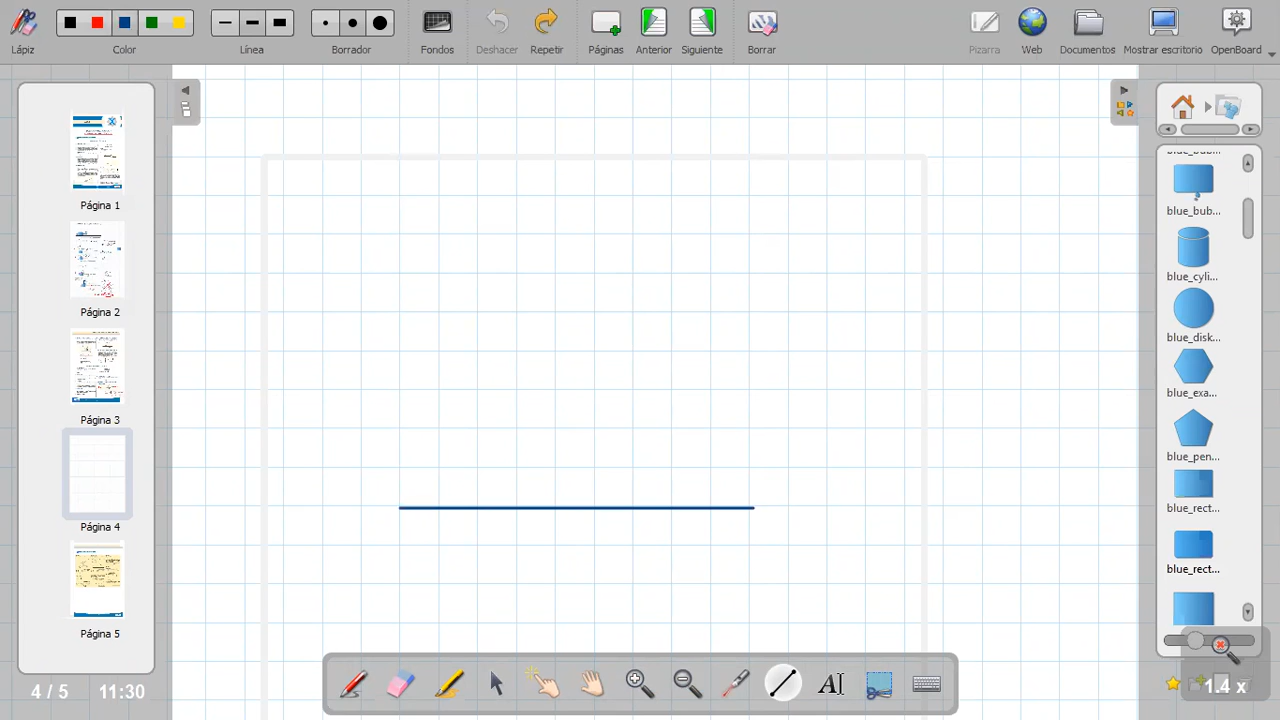 Lápiz
Color
Línea
Borrador
Fondos
Deshacer
Repetir
Páginas
Anterior
Siguiente
Borrar
Pizarra
Web
Documentos
Mostrar escritorio
OpenBoard
Página 1
Página 2
Página 3
Página 4
Página 5
4 / 5
11:30
blue_bub...
blue_cyli...
blue_disk...
blue_exa...
blue_pen...
blue_rect...
blue_rect...
AI
1.4 x